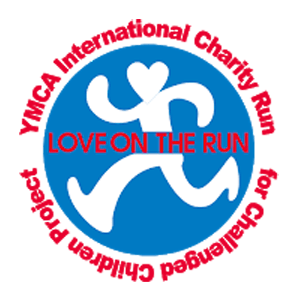 YMCA International Charity Run
for Challenged Children Project
LOVE ON THE RUN